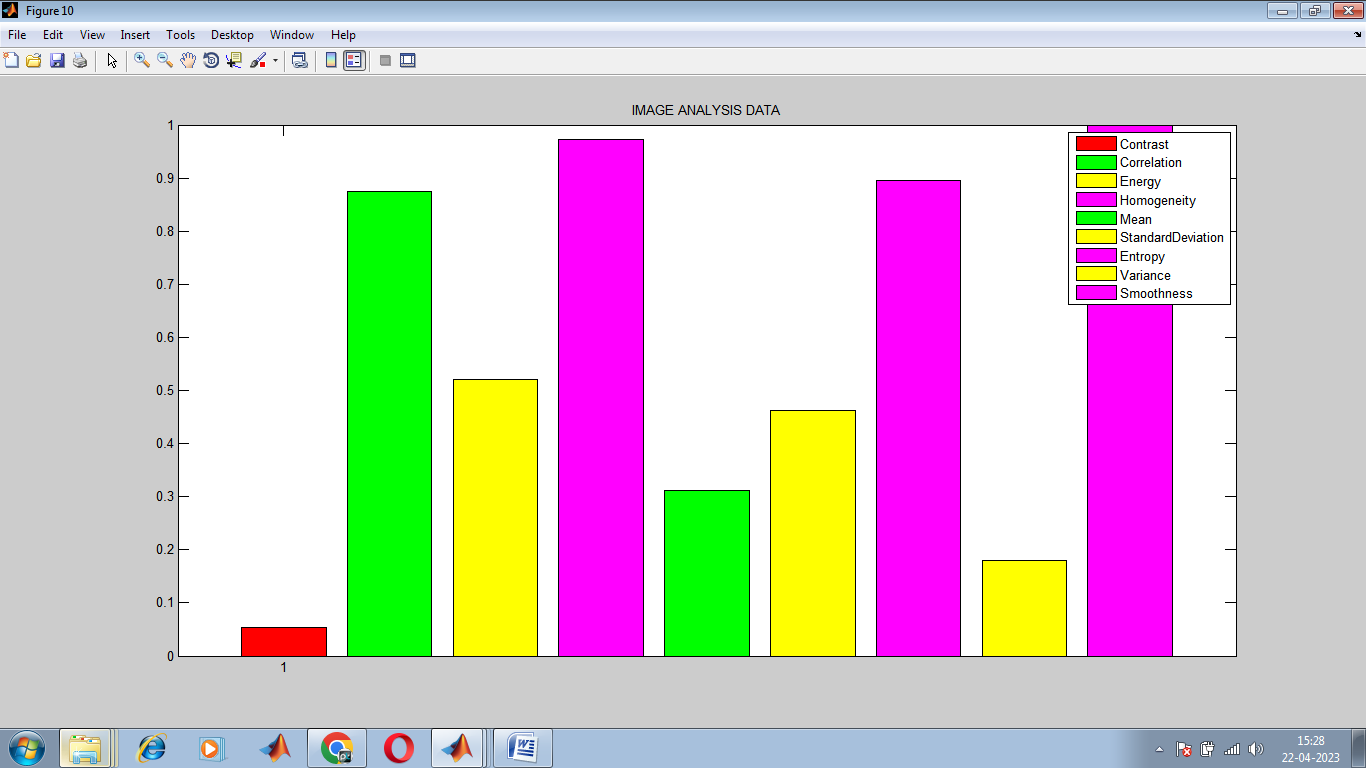 Figure 10
File Edit View Insert Tools Desktop Window Help
IMAGE ANALYSIS DATA
1
0.9
0.8
0.7
0.6
0.5
0.4
0.3
0.2
0.1
0
1
Contrast
Correlation
Energy
Homogeneity
Mean
StandardDeviation
Entropy
Variance
Smoothness
15:28
22-04-2023